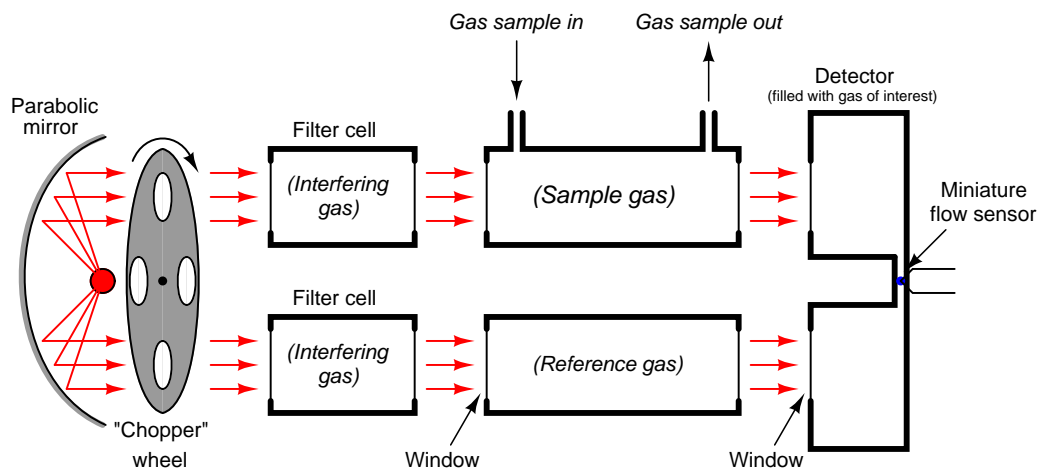 Gas sample in
Gas sample out
Detector
(filled with gas of interest)
Parabolic
mirror
Filter cell
(Interfering
gas)
(Sample gas)
Miniature
flow sensor
Filter cell
(Interfering
gas)
(Reference gas)
"Chopper"
wheel
Window
Window